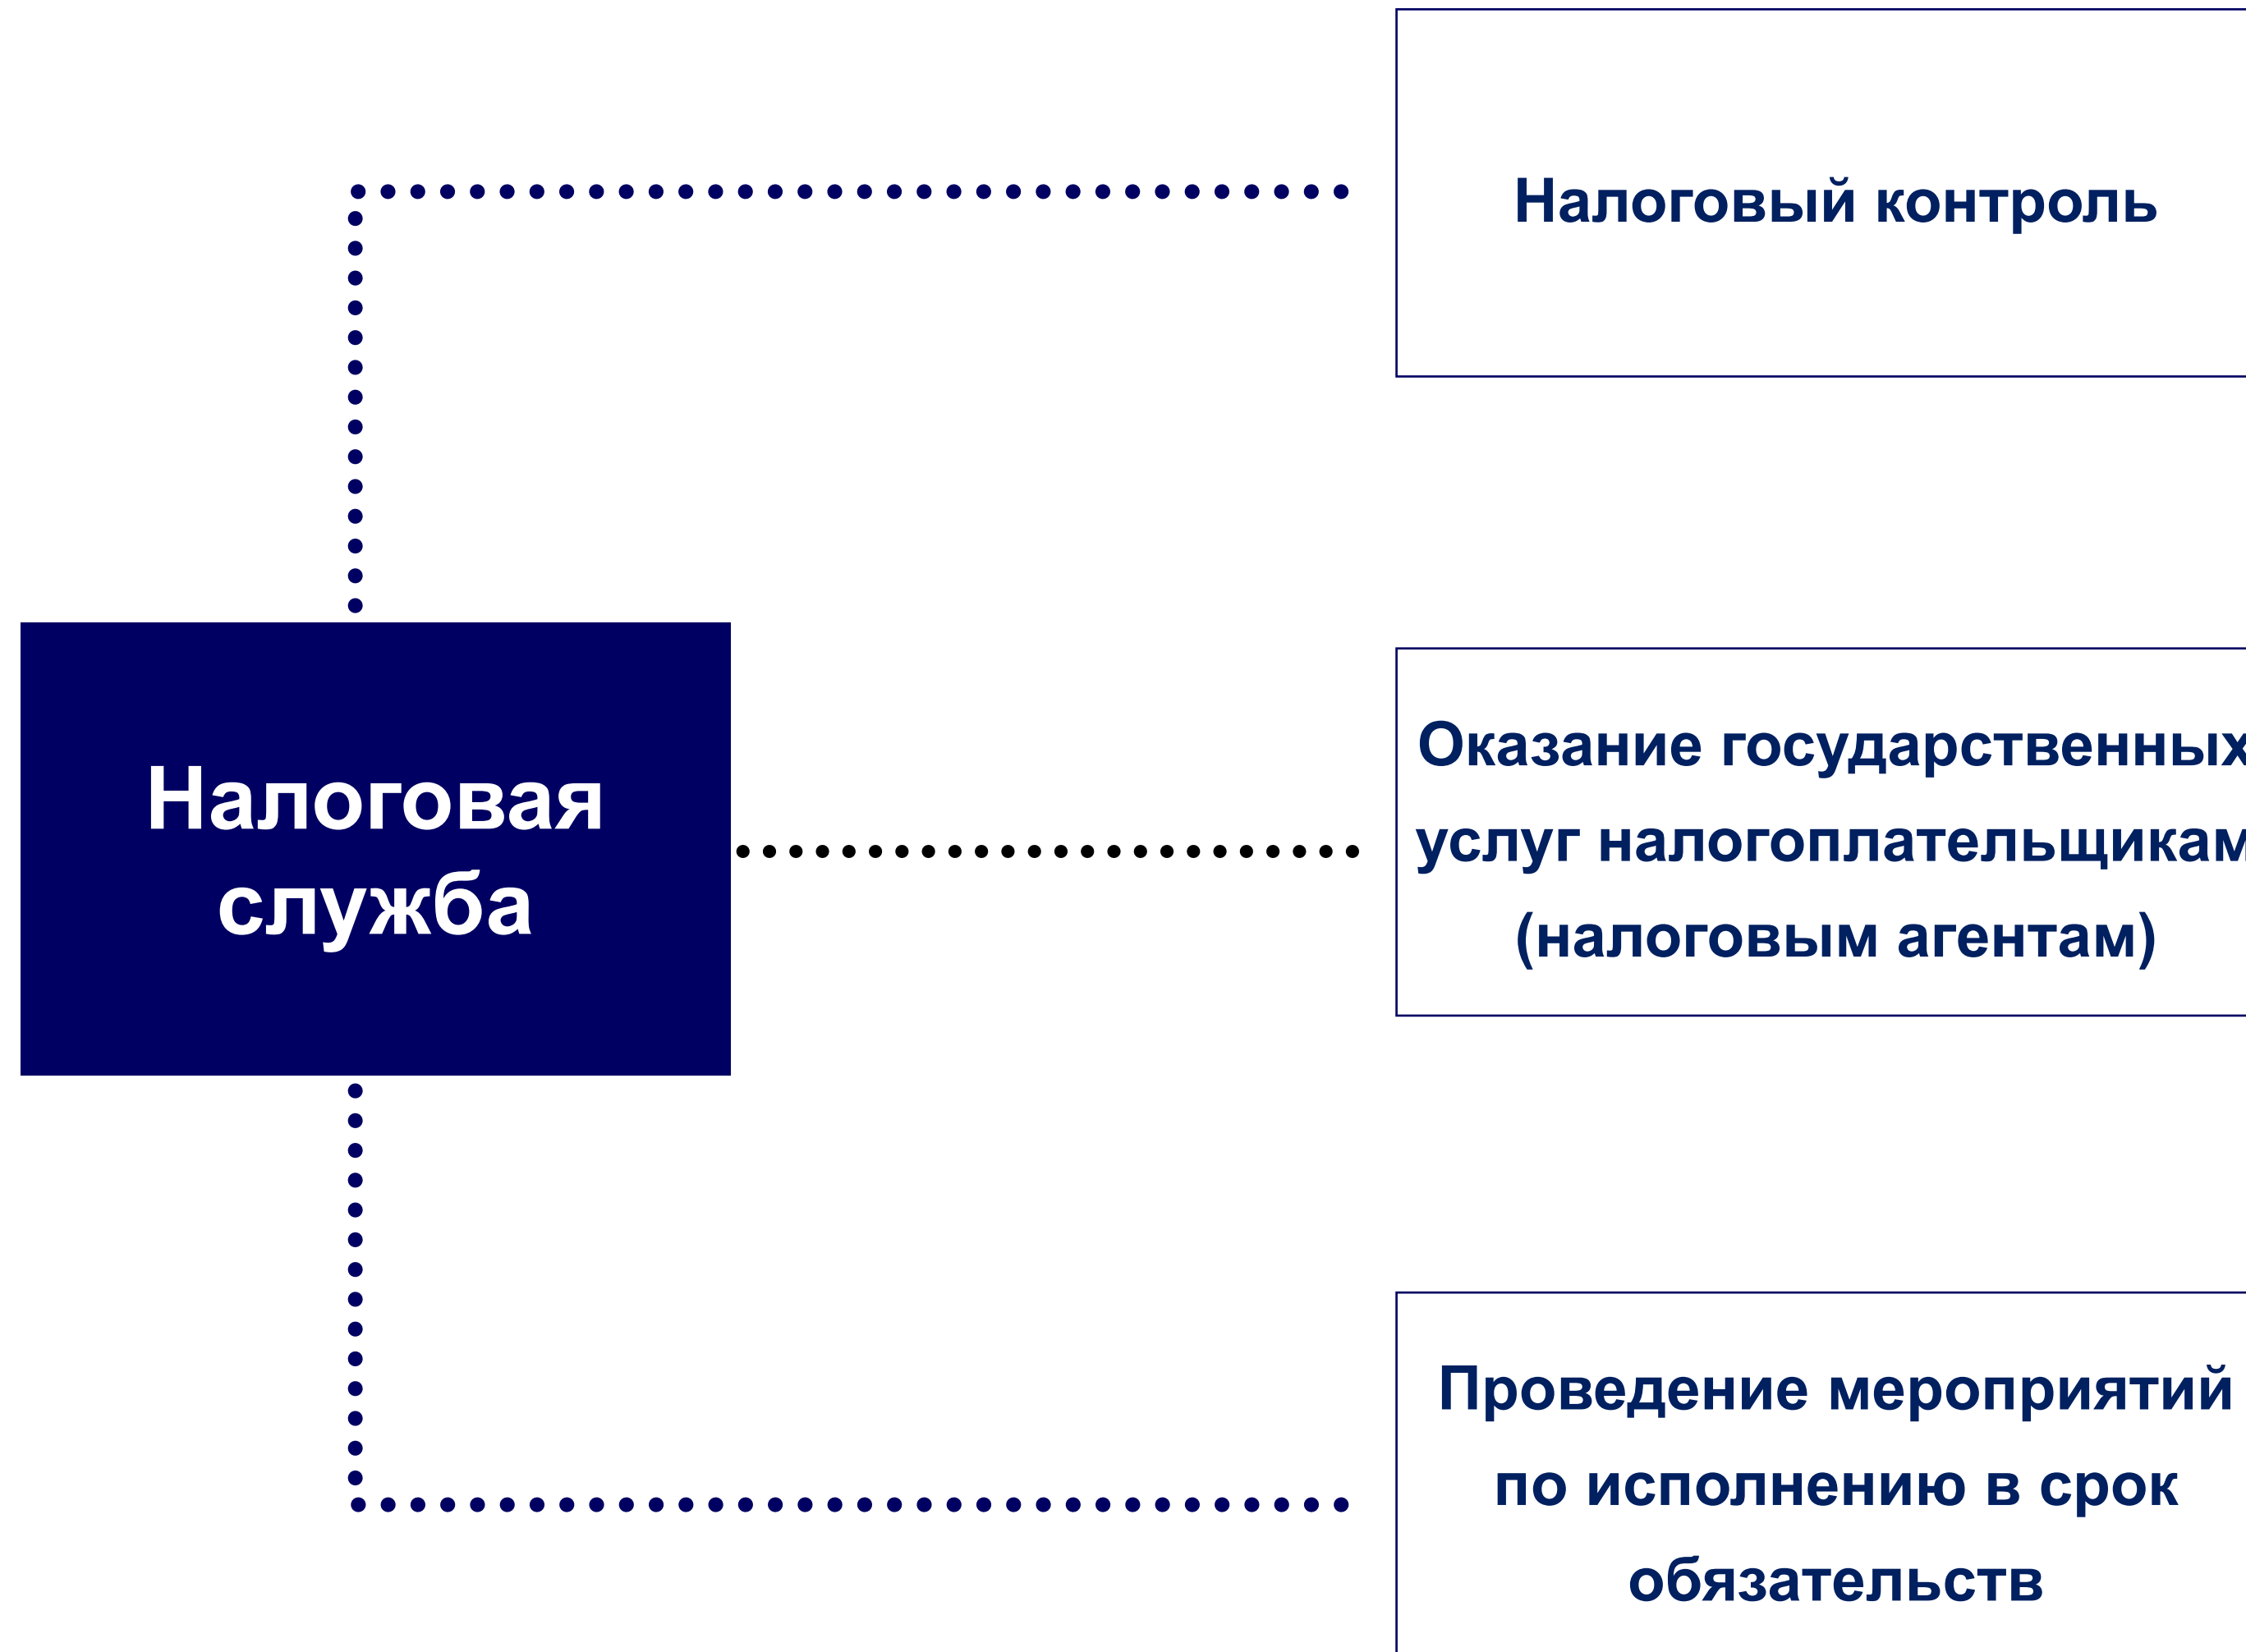 Налоговый контроль
Налоговая
служба
Оказание государственных
услуг налогоплательщикам
(налоговым агентам)
Проведение мероприятий
по исполнению в срок
обязательств